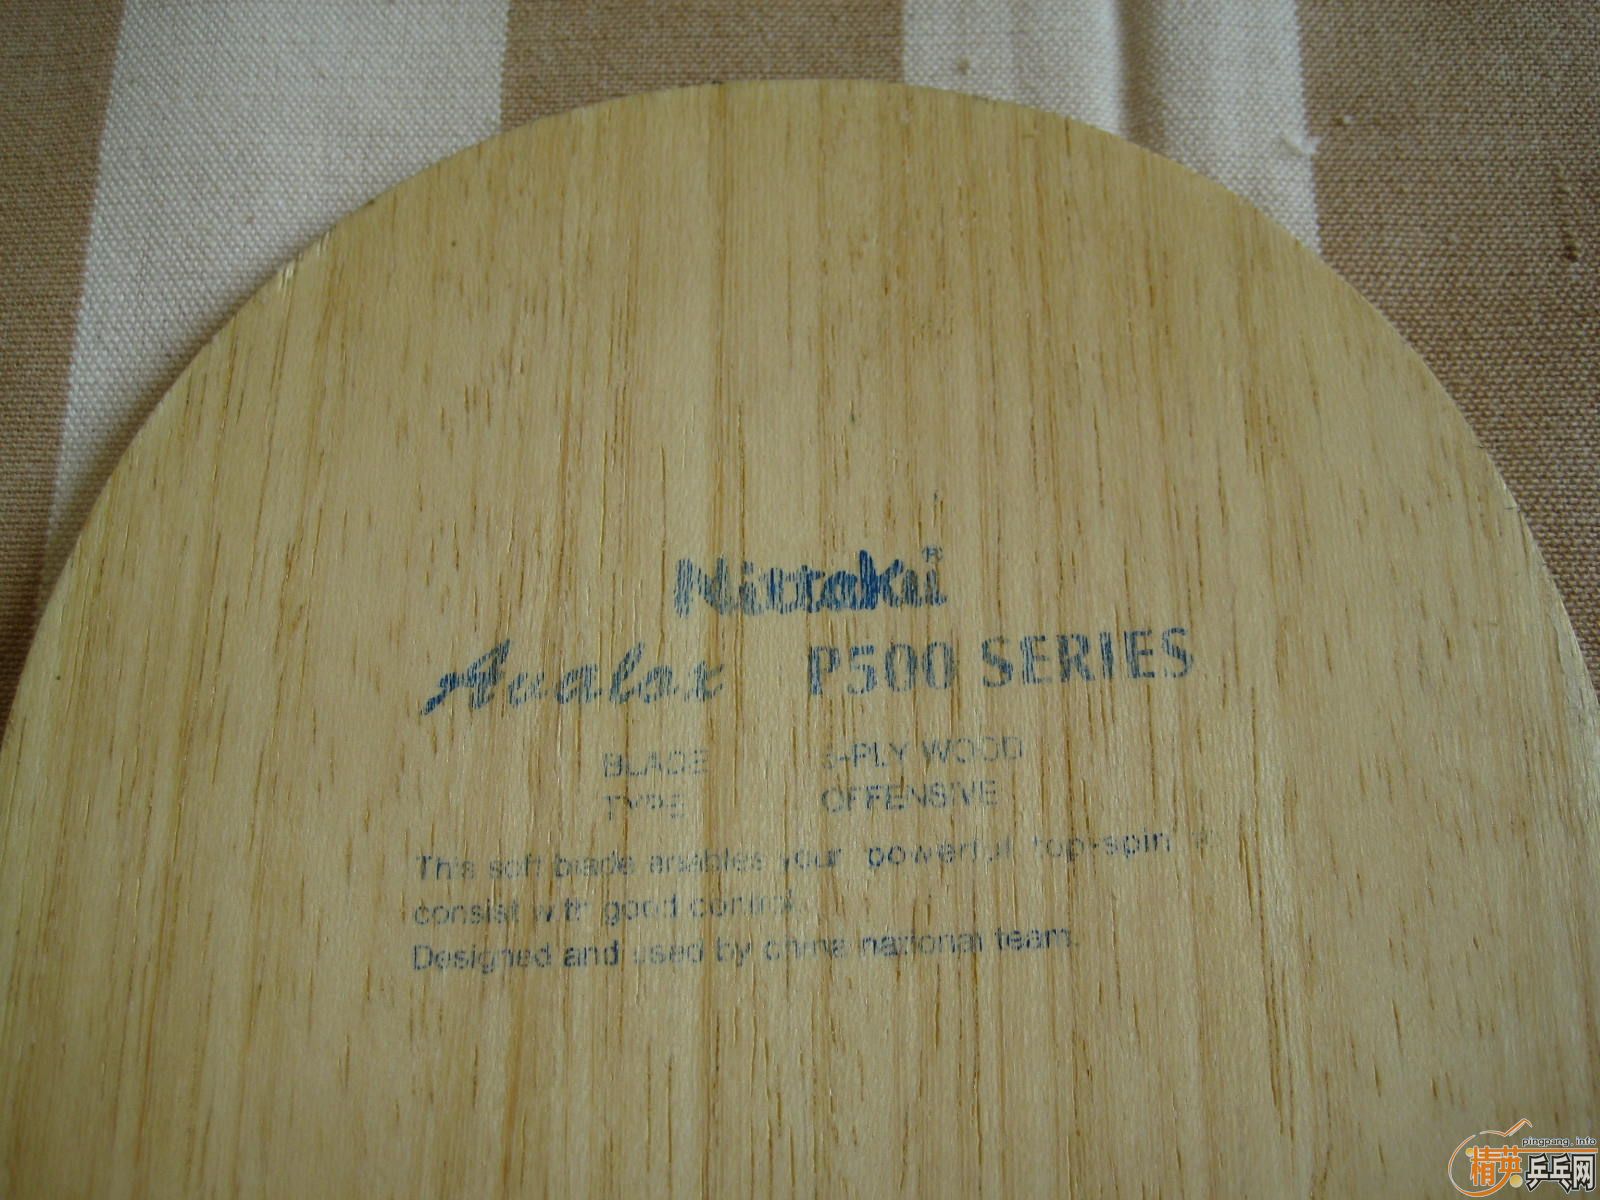 Nittaku®
Avalox P500 SERIES
BLADE 5-PLY WOOD
TYPE OFFENSIVE
This soft blade enables your powerful top-spin
consist with good control.
Designed and used by china national team.
pingpang.info
精英乒乓网